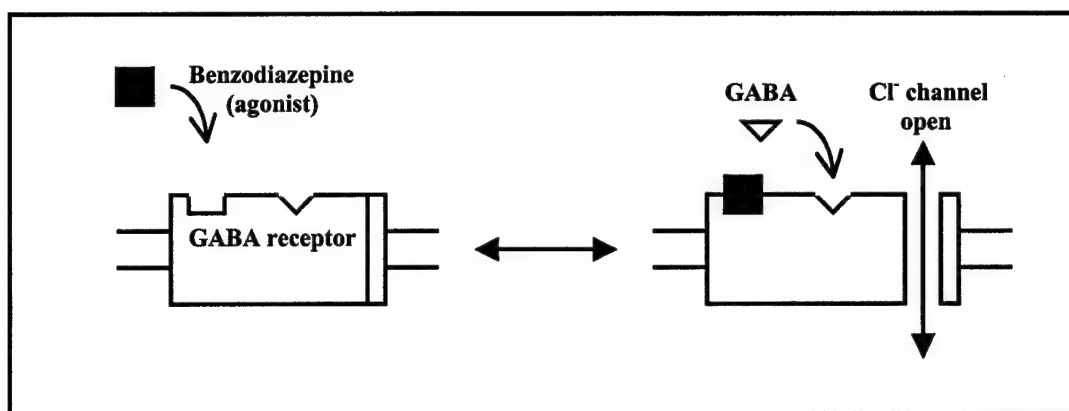 Benzodiazepine
(agonist)
GABA receptor
GABA
Cl⁻ channel
open